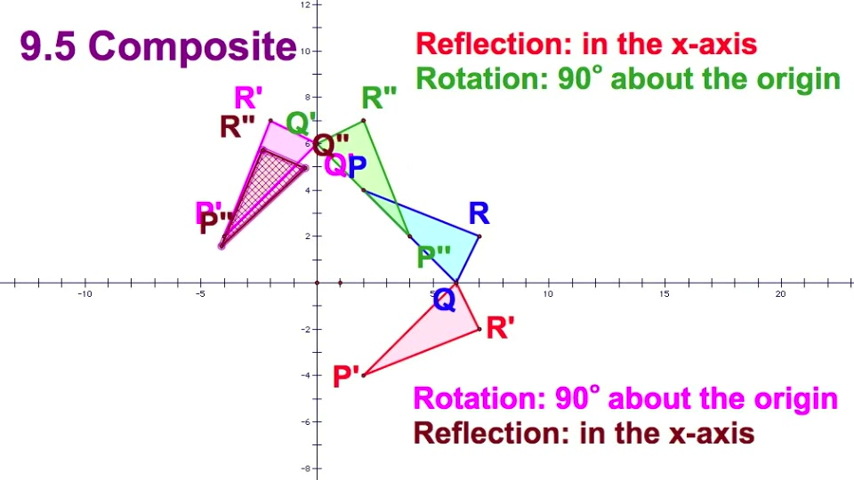 12
9.5 Composite
Reflection: in the x-axis
10
Rotation: 90° about the origin
R'
8
R"
R"
Q'
Q"
6
Q'
P
4
P'
P"
R
2
P"
-10
-5
5
10
15
20
Q
-2
R'
-4
P'
Rotation: 90° about the origin
-6
Reflection: in the x-axis
-8